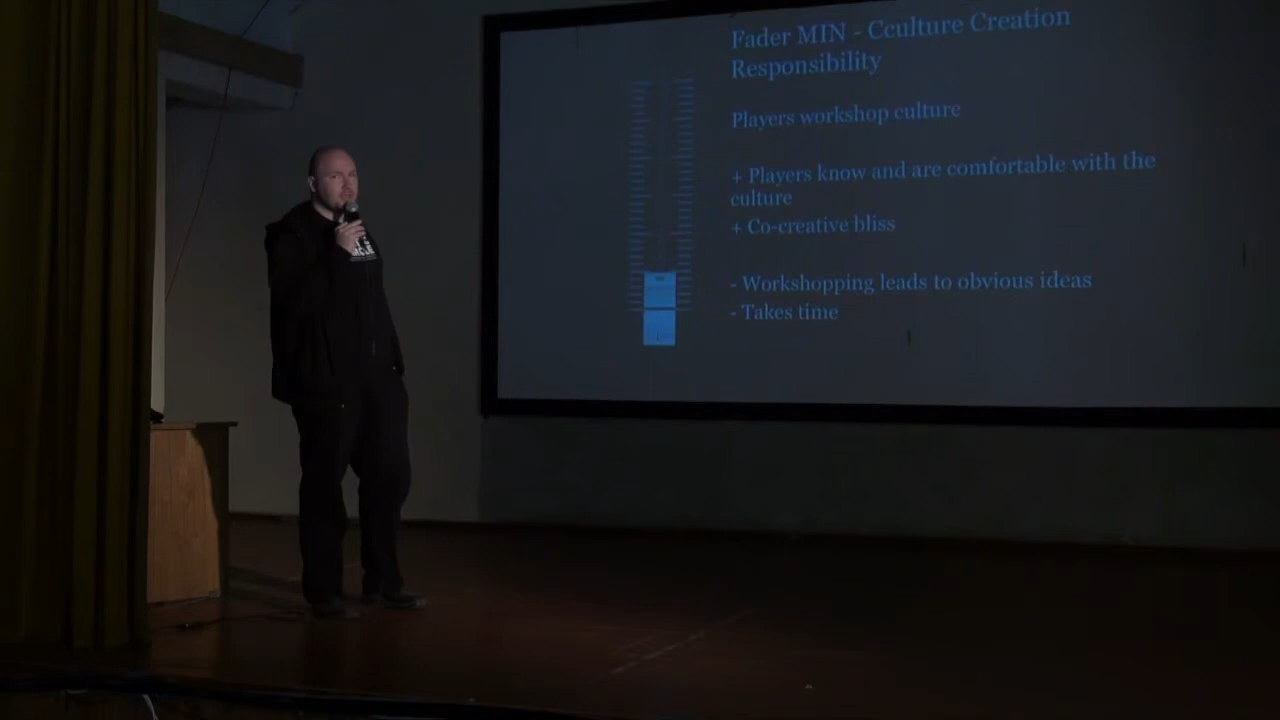 Fader MIN - Cculture Creation
Responsibility
Players workshop culture
+ Players know and are comfortable with the
culture
+ Co-creative bliss
- Workshopping leads to obvious ideas
- Takes time